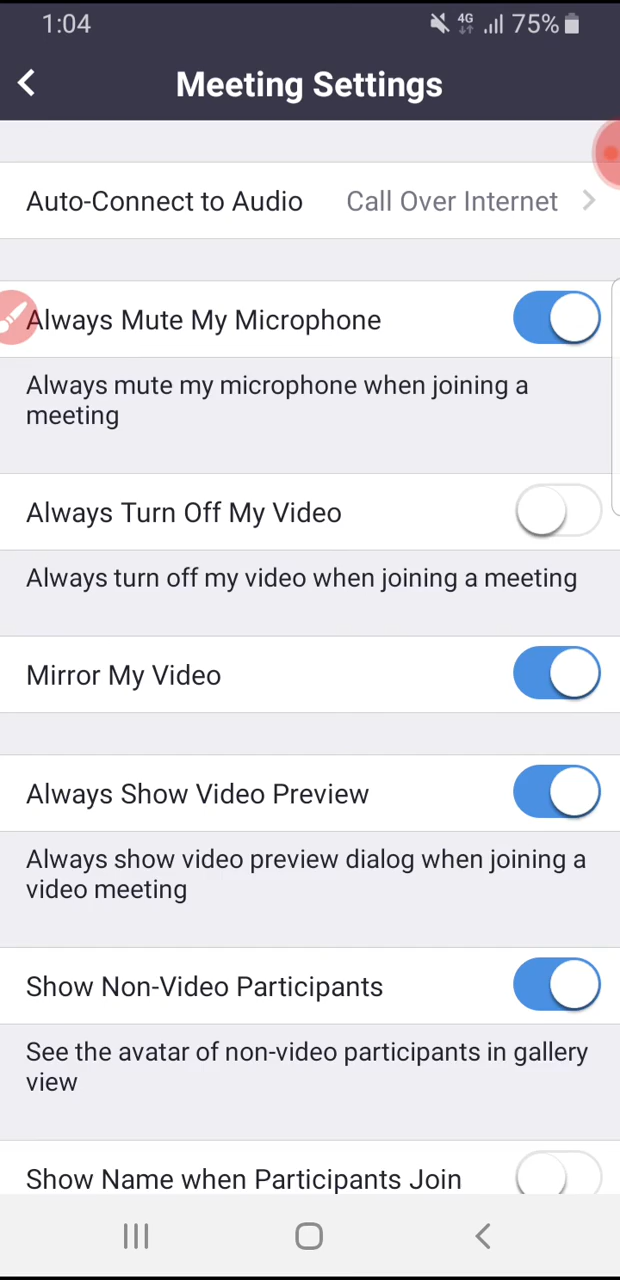 1:04 4G 75%
Meeting Settings
Auto-Connect to Audio Call Over Internet
Always Mute My Microphone
Always mute my microphone when joining a
meeting
Always Turn Off My Video
Always turn off my video when joining a meeting
Mirror My Video
Always Show Video Preview
Always show video preview dialog when joining a
video meeting
Show Non-Video Participants
See the avatar of non-video participants in gallery
view
Show Name when Participants Join